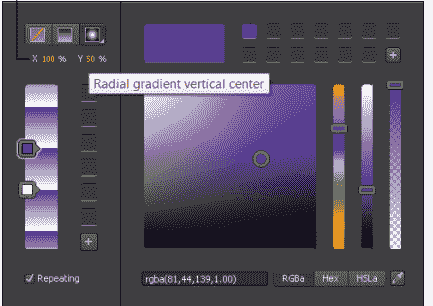 X 100 % Y 50 %
Radial gradient vertical center
Repeating
rgba(81,44,139,1.00)
RGBa Hex HSLa